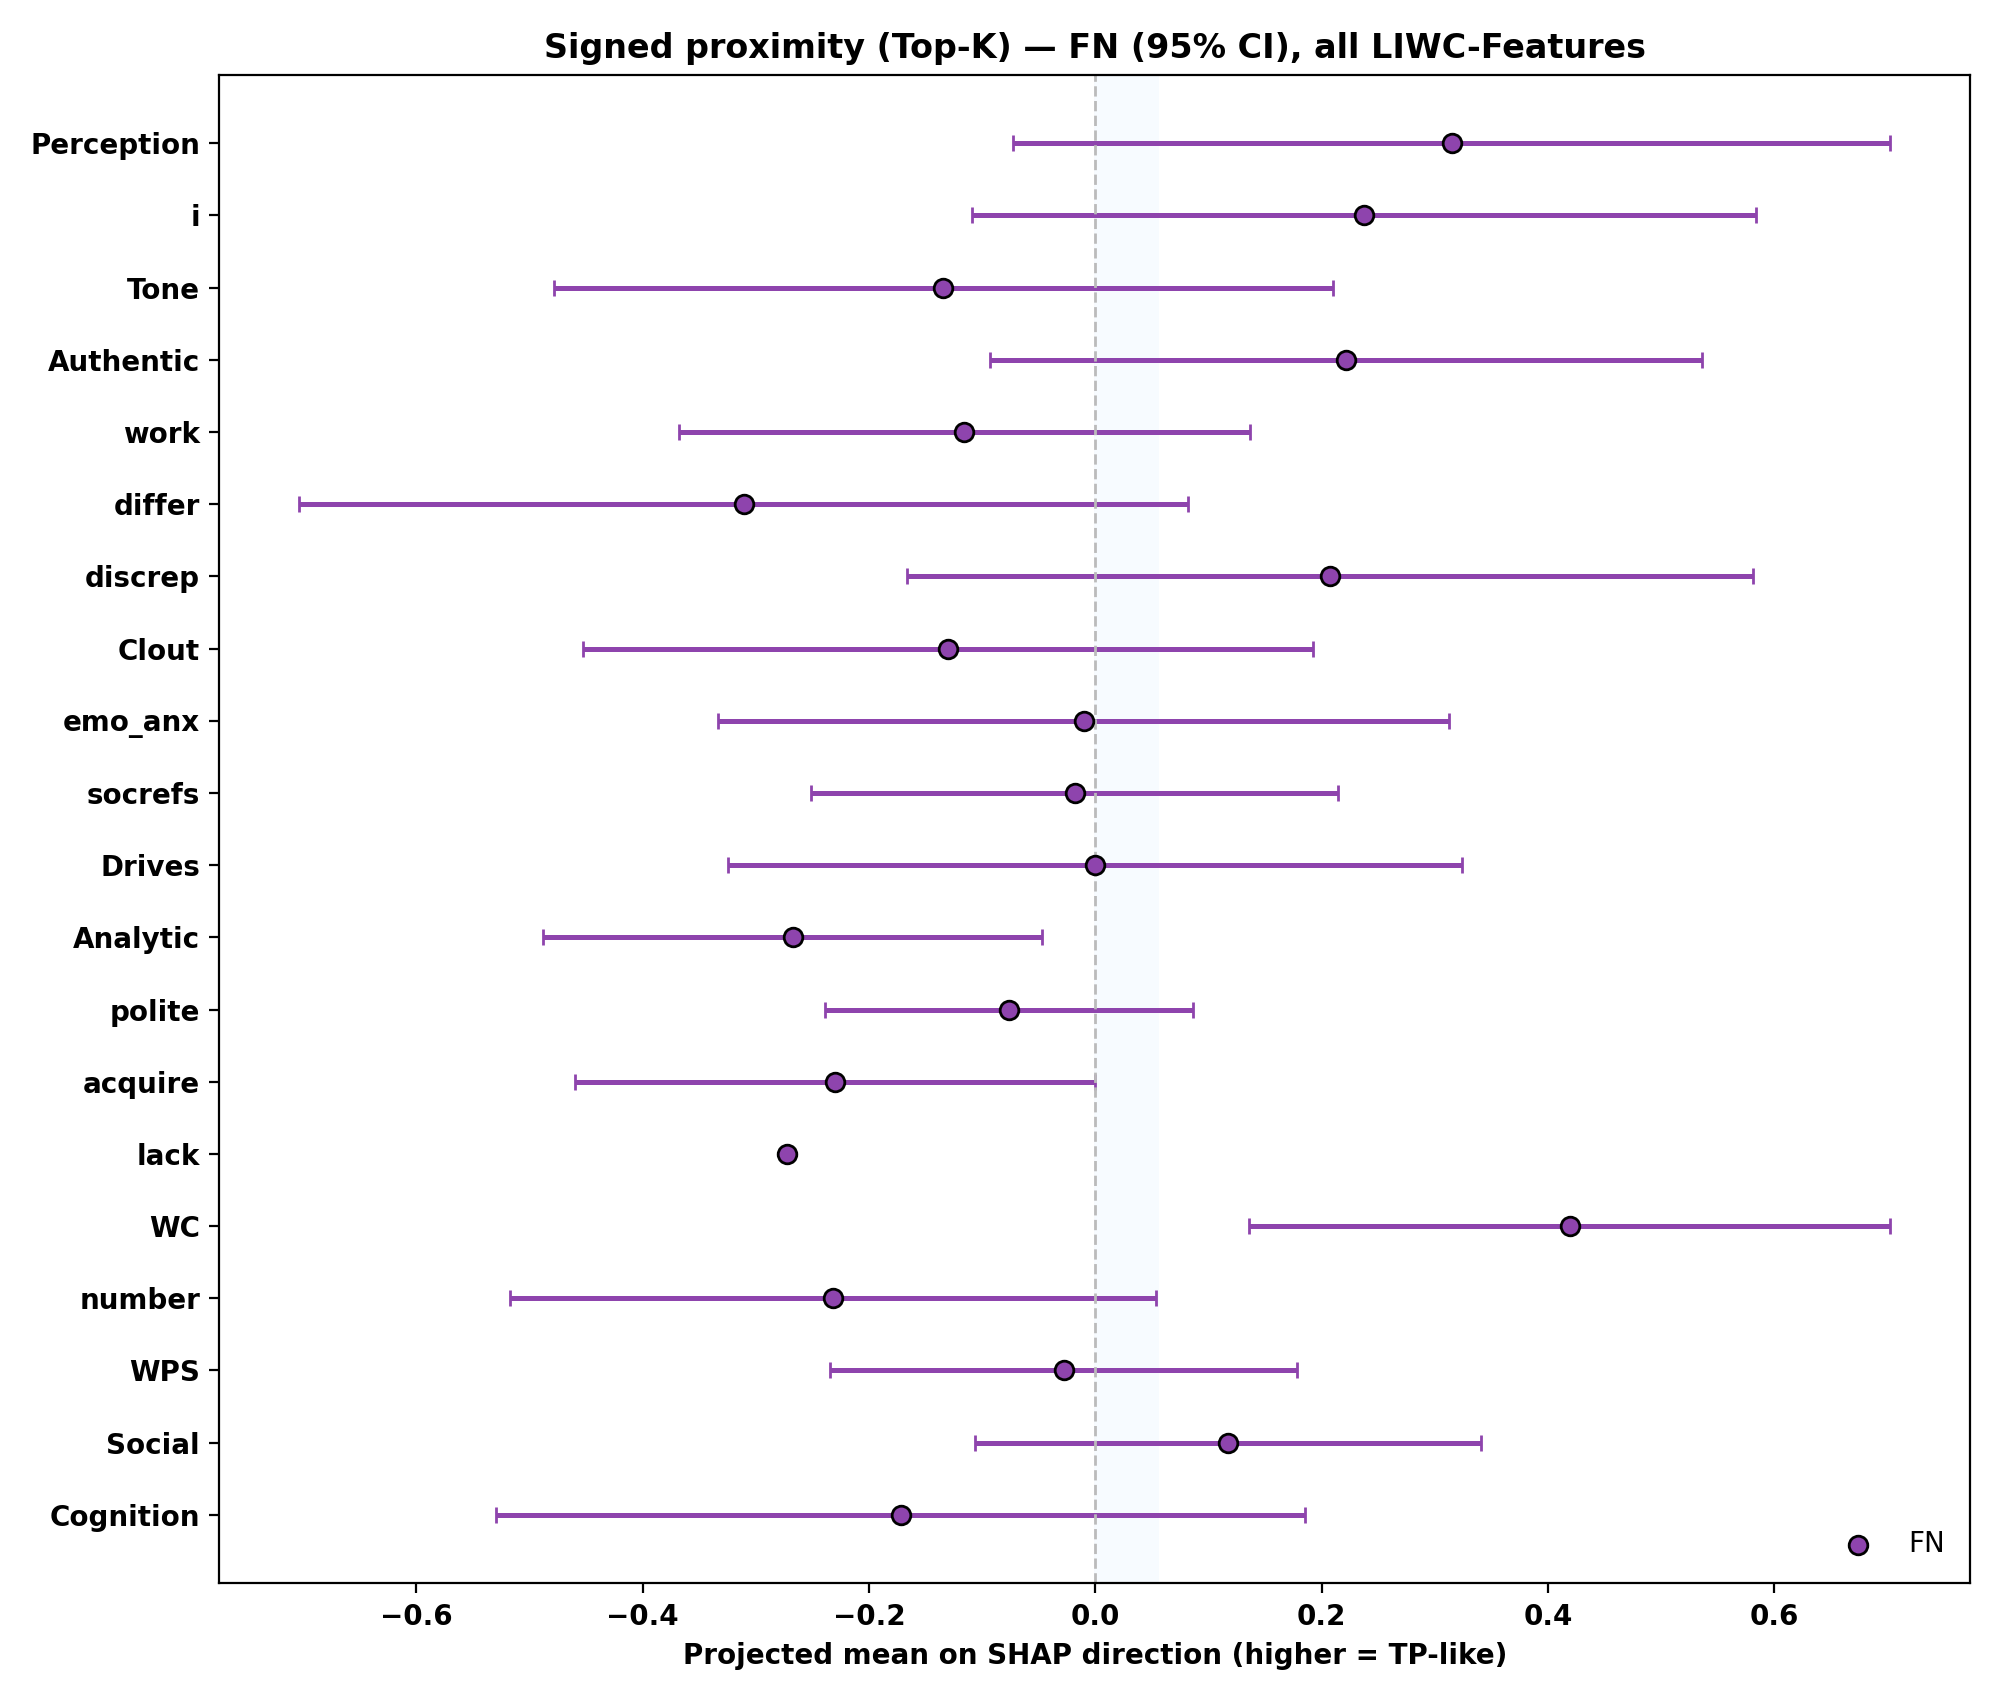 Signed proximity (Top-K) — FN (95% CI), all LIWC-Features
Perception
i
Tone
Authentic
work
differ
discrep
Clout
emo_anx
socrefs
Drives
Analytic
polite
acquire
lack
WC
number
WPS
Social
Cognition
FN
−0.6 −0.4 −0.2 0.0 0.2 0.4 0.6
Projected mean on SHAP direction (higher = TP-like)